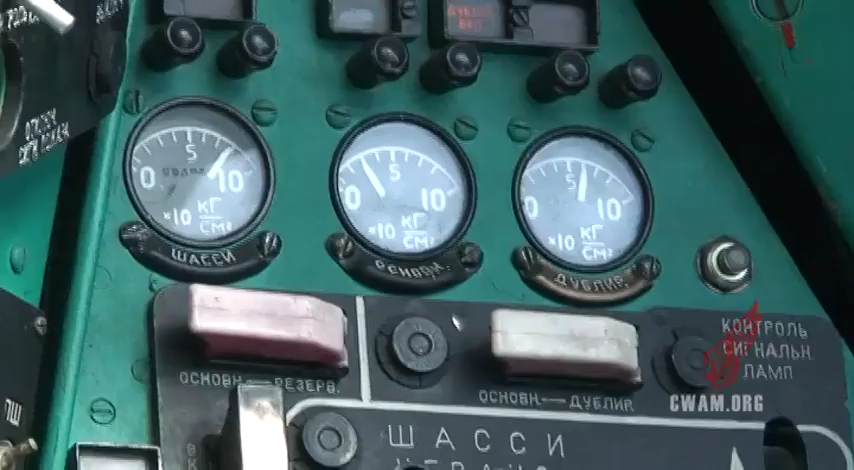 0 5 10
×10 КГ/СМ²
ШАССИ
0 5 10
×10 КГ/СМ²
ОСНОВН.
0 5 10
×10 КГ/СМ²
ДУБЛИР.
ОСНОВН.—РЕЗЕРВ.
ОСНОВН.—ДУБЛИР.
КОНТРОЛЬ
СИГНАЛЬН.
ЛАМП
CWAM.ORG
ШАССИ